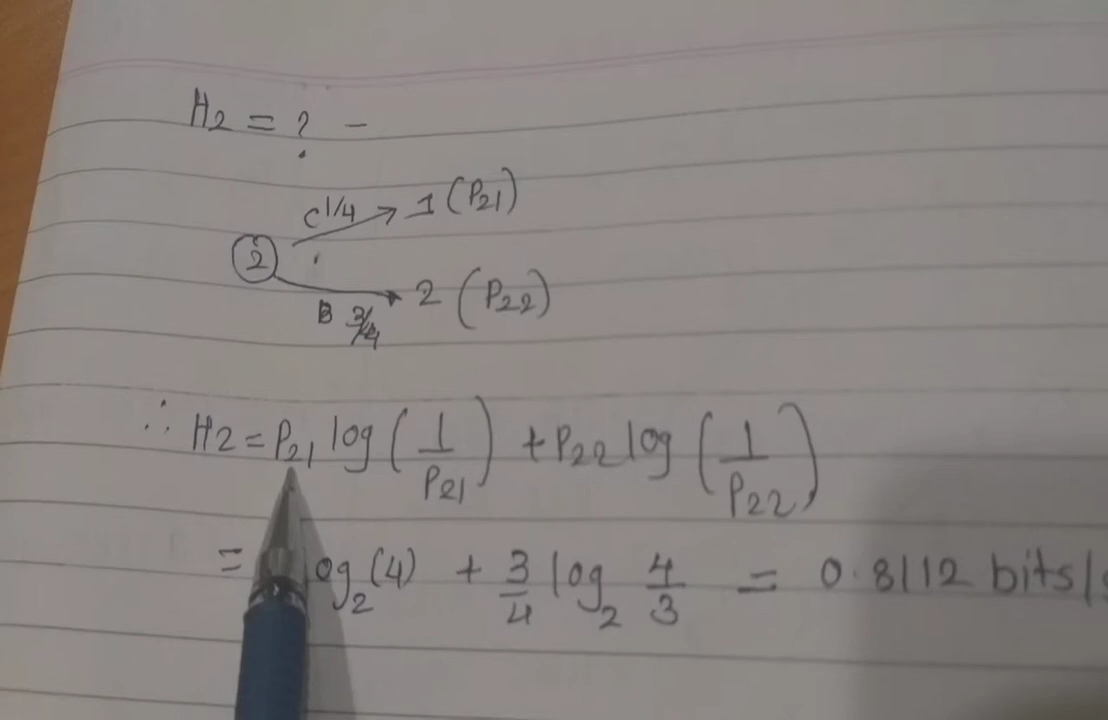 H2 = ? -
C 1/4 → 1 (P21)
2
B 3/4 → 2 (P22)
∴ H2 = P21 log (1/P21) + P22 log (1/P22)
= log2(4) + 3/4 log2 4/3 = 0.8112 bits/